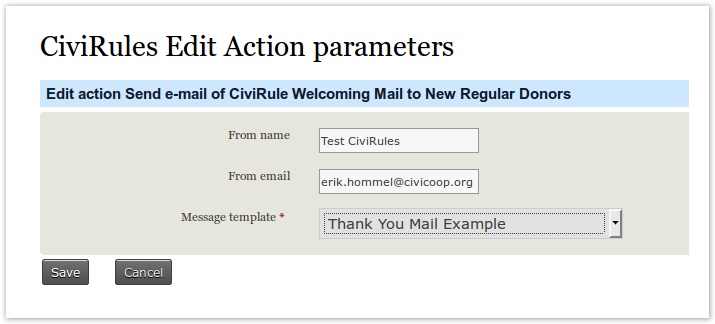 CiviRules Edit Action parameters
Edit action Send e-mail of CiviRule Welcoming Mail to New Regular Donors
From name Test CiviRules
From email erik.hommel@civicoop.org
Message template * Thank You Mail Example
Save Cancel